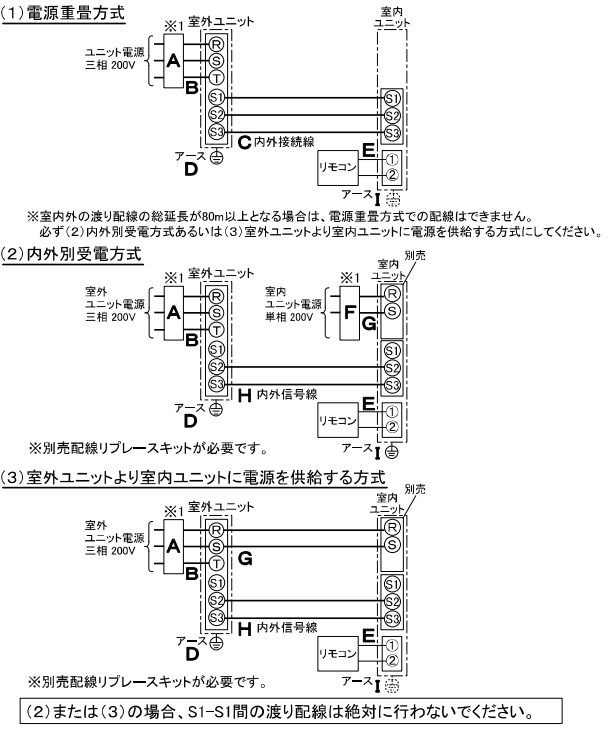 (1)電源重畳方式
※1
室外ユニット
室内
ユニット
ユニット電源
三相 200V
A
B
R
S
T
S1
S2
S3
S1
S2
S3
C 内外接続線
アース
D
E
リモコン
①
②
アース I
※室内外の渡り配線の総延長が80m以上となる場合は、電源重畳方式での配線はできません。
必ず(2)内外別受電方式あるいは(3)室外ユニットより室内ユニットに電源を供給する方式にしてください。
(2)内外別受電方式
※1
室外ユニット
※1
室内
ユニット
別売
室外
ユニット電源
三相 200V
A
B
R
S
T
S1
S2
S3
室内
ユニット電源
単相 200V
F
G
R
S
S1
S2
S3
H 内外信号線
アース
D
E
リモコン
①
②
アース I
※別売配線リプレースキットが必要です。
(3)室外ユニットより室内ユニットに電源を供給する方式
※1
室外ユニット
室内
ユニット
別売
室外
ユニット電源
三相 200V
A
B
R
S
T
S1
S2
S3
G
R
S
S1
S2
S3
H 内外信号線
アース
D
E
リモコン
①
②
アース I
※別売配線リプレースキットが必要です。
(2)または(3)の場合、S1-S1間の渡り配線は絶対に行わないでください。